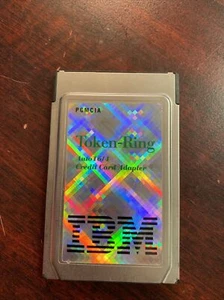 PCMCIA
Token-Ring
Auto 16/4
Credit Card Adapter
IBM